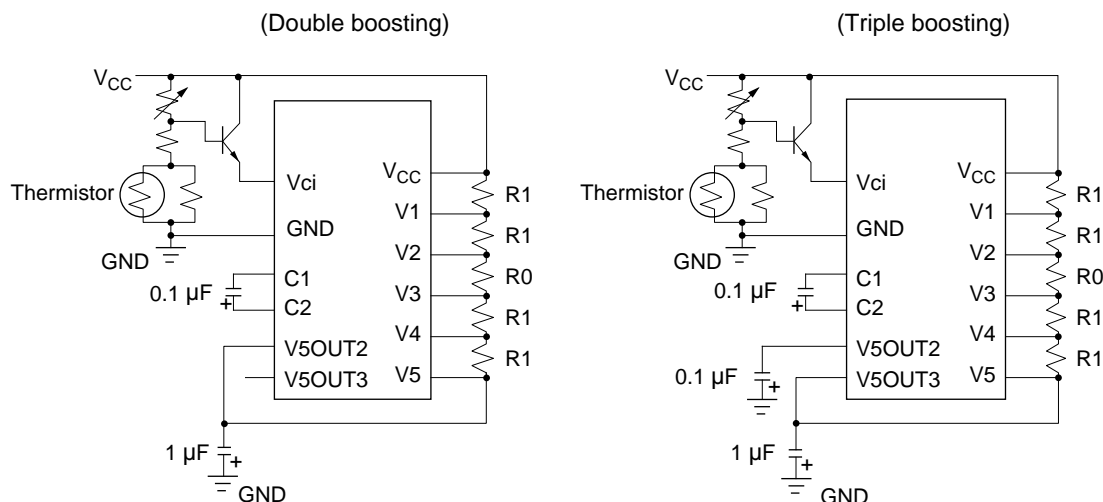 (Double boosting)
VCC
Thermistor
GND
0.1 µF
1 µF
GND
Vci
GND
C1
C2
V5OUT2
V5OUT3
VCC
V1
V2
V3
V4
V5
R1
R1
R0
R1
R1
+
+
(Triple boosting)
VCC
Thermistor
GND
0.1 µF
0.1 µF
1 µF
GND
Vci
GND
C1
C2
V5OUT2
V5OUT3
VCC
V1
V2
V3
V4
V5
R1
R1
R0
R1
R1
+
+
+